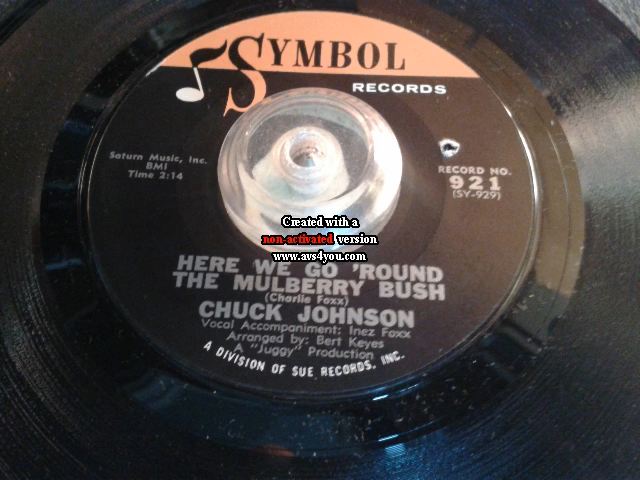 SYMBOL
RECORDS
Saturn Music, Inc.
BMI
Time 2:14
RECORD NO.
921
(SY-929)
Created with a
non-activated version
www.avs4you.com
HERE WE GO 'ROUND
THE MULBERRY BUSH
(Charlie Foxx)
CHUCK JOHNSON
Vocal Accompaniment: Inez Foxx
Arranged by: Bert Keyes
A "Juggy" Production
A DIVISION OF SUE RECORDS, INC.